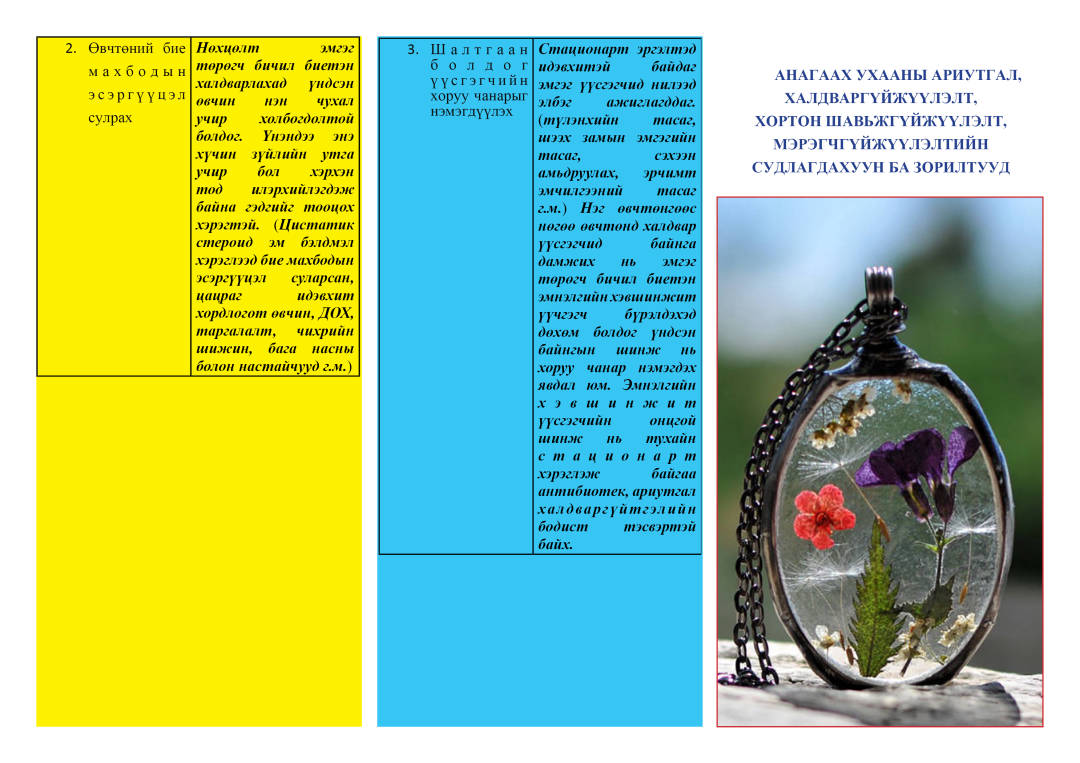 2. Өвчтөний бие
махбодын
эсэргүүцэл
сулрах
Нөхцөлт эмгэг
төрөгч бичил биетэн
халдварлахад үндсэн
өвчин нэн чухал
учир холбогдолтой
болдог. Үнэндээ энэ
хүчин зүйлийн утга
учир бол хэрхэн
тод илэрхийлэгдэж
байна гэдгийг тооцох
хэрэгтэй. (Цистатик
стероид эм бэлдмэл
хэрэглээд бие махбодын
эсэргүүцэл суларсан,
цацраг идэвхит
хордлогот өвчин, ДОХ,
таргалалт, чихрийн
шижин, бага насны
болон настайчууд г.м.)
3. Шалтгаан
болдог
үүсгэгчийн
хоруу чанарыг
нэмэгдүүлэх
Стационарт эргэлтэд
идэвхитэй байдаг
эмгэг үүсгэгчид нилээд
элбэг ажиглагддаг.
(түлэнхийн тасаг,
шээх замын эмгэгийн
тасаг, сэхээн
амьдруулах, эрчимт
эмчилгээний тасаг
г.м.) Нэг өвчтөнгөөс
нөгөө өвчтөнд халдвар
үүсгэгчид байнга
дамжих нь эмгэг
төрөгч бичил биетэн
эмнэлгийн хэвшинжит
үүчгэгч бүрэлдэхэд
дөхөм болдог үндсэн
байнгын шинж нь
хоруу чанар нэмэгдэх
явдал юм. Эмнэлгийн
хэвшинжит
үүсгэгчийн онцгой
шинж нь тухайн
стационарт
хэрэглэж байгаа
антибиотек, ариутгал
халдваргүйтгэлийн
бодист тэсвэртэй
байх.
АНАГААХ УХААНЫ АРИУТГАЛ,
ХАЛДВАРГҮЙЖҮҮЛЭЛТ,
ХОРТОН ШАВЬЖГҮЙЖҮҮЛЭЛТ,
МЭРЭГЧГҮЙЖҮҮЛЭЛТИЙН
СУДЛАГДАХУУН БА ЗОРИЛТУУД